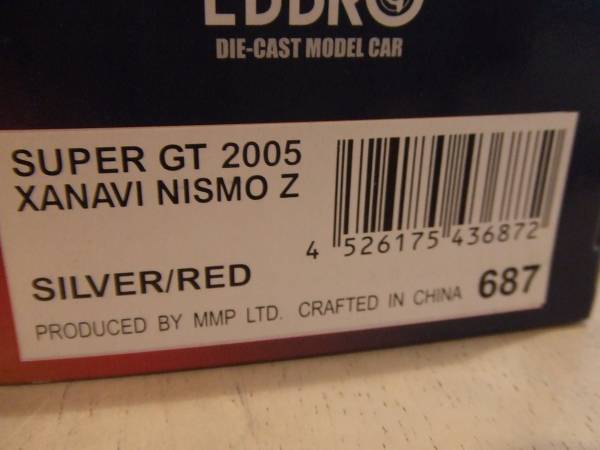 EBBRO
DIE-CAST MODEL CAR
SUPER GT 2005
XANAVI NISMO Z
4 526175 436872
SILVER/RED
687
PRODUCED BY MMP LTD. CRAFTED IN CHINA